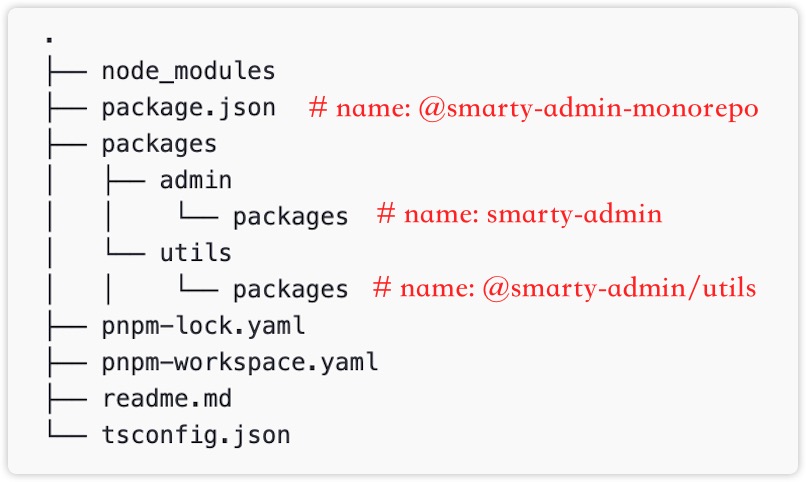 .
├── node_modules
├── package.json # name: @smarty-admin-monorepo
├── packages
│   ├── admin
│   │   └── packages # name: smarty-admin
│   └── utils
│   │   └── packages # name: @smarty-admin/utils
├── pnpm-lock.yaml
├── pnpm-workspace.yaml
├── readme.md
└── tsconfig.json